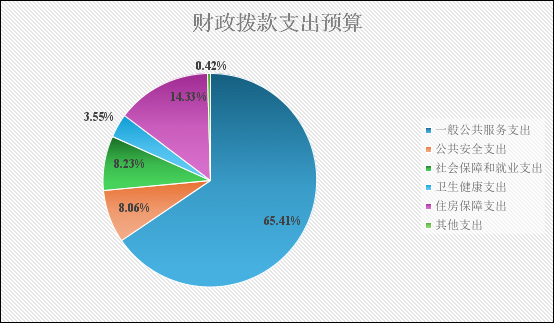 财政拨款支出预算
0.42%
14.33%
3.55%
8.23%
8.06%
65.41%
一般公共服务支出
公共安全支出
社会保障和就业支出
卫生健康支出
住房保障支出
其他支出